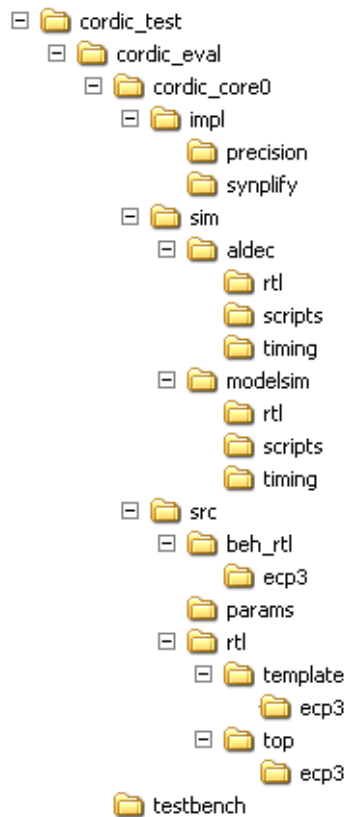 cordic_test
cordic_eval
cordic_core0
impl
precision
synplify
sim
aldec
rtl
scripts
timing
modelsim
rtl
scripts
timing
src
beh_rtl
ecp3
params
rtl
template
ecp3
top
ecp3
testbench